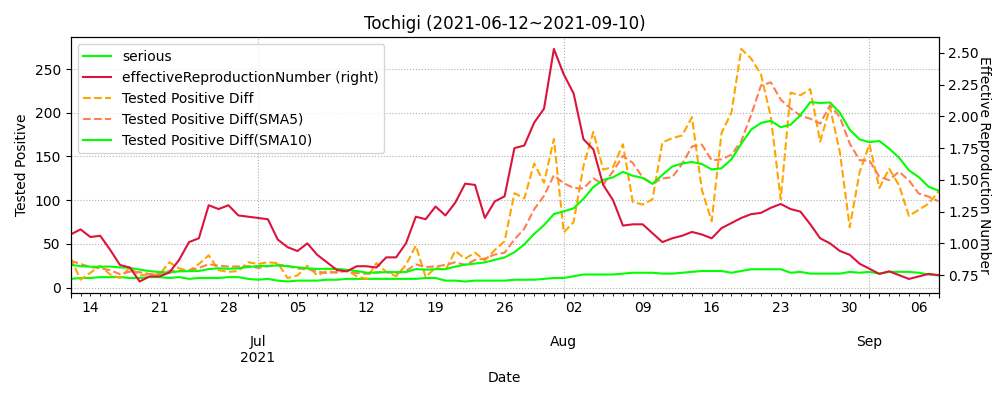 Tochigi (2021-06-12~2021-09-10)
serious
effectiveReproductionNumber (right)
Tested Positive Diff
Tested Positive Diff(SMA5)
Tested Positive Diff(SMA10)
Tested Positive
250
200
150
100
50
0
Effective Reproduction Number
2.50
2.25
2.00
1.75
1.50
1.25
1.00
0.75
14 21 28 05 12 19 26 02 09 16 23 30 06
Jul Aug Sep
2021
Date